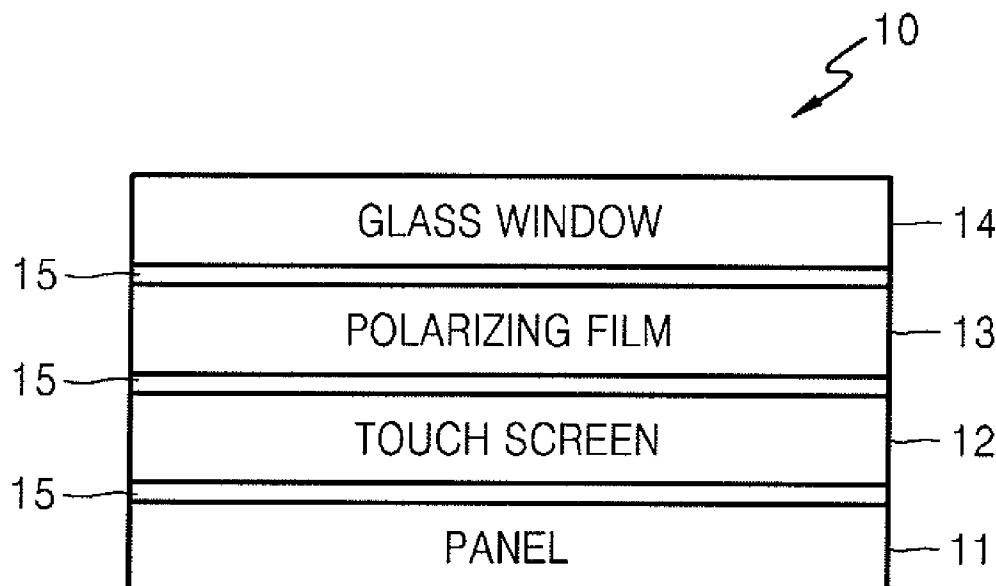 10
GLASS WINDOW 14
15
POLARIZING FILM 13
15
TOUCH SCREEN 12
15
PANEL 11